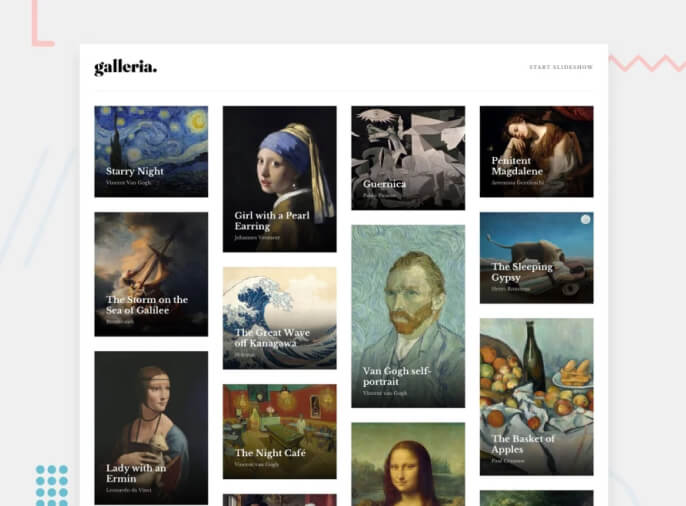 galleria.
START SLIDESHOW
Starry Night
Vincent Van Gogh
Girl with a Pearl
Earring
Johannes Vermeer
Guernica
Pablo Picasso
Penitent
Magdalene
Artemisia Gentileschi
The Storm on the
Sea of Galilee
Rembrandt
The Great Wave
off Kanagawa
Hokusai
Van Gogh self-
portrait
Vincent van Gogh
The Sleeping
Gypsy
Henri Rousseau
Lady with an
Ermin
Leonardo da Vinci
The Night Café
Vincent van Gogh
The Basket of
Apples
Paul Cezanne